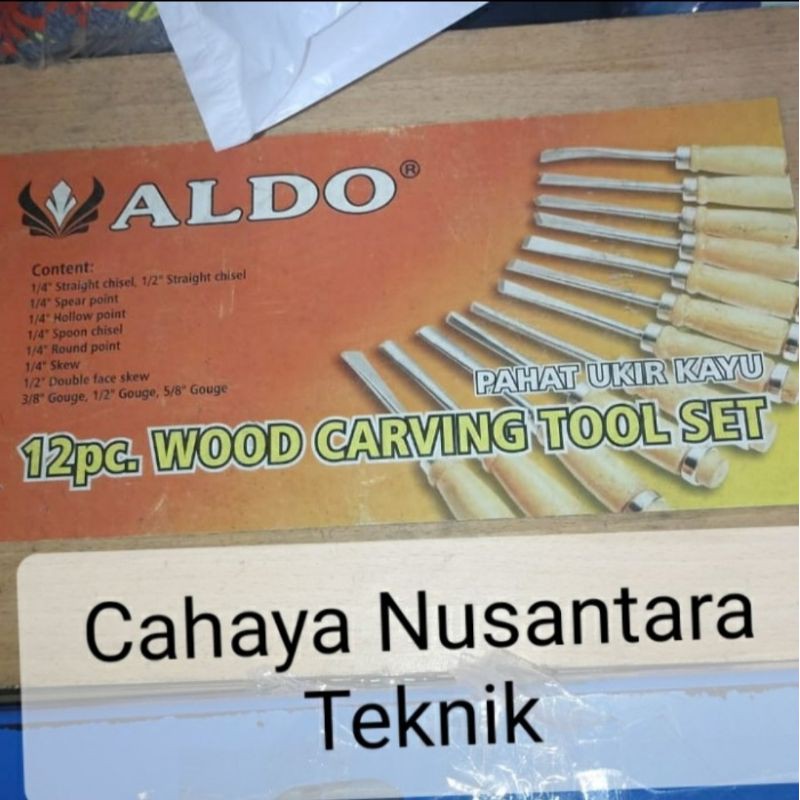 ALDO®
Content:
1/4" Straight chisel, 1/2" Straight chisel
1/4" Spear point
1/4" Hollow point
1/4" Spoon chisel
1/4" Round point
1/4" Skew
1/2" Double face skew
3/8" Gouge, 1/2" Gouge, 5/8" Gouge
PAHAT UKIR KAYU
12pc. WOOD CARVING TOOL SET
Cahaya Nusantara
Teknik